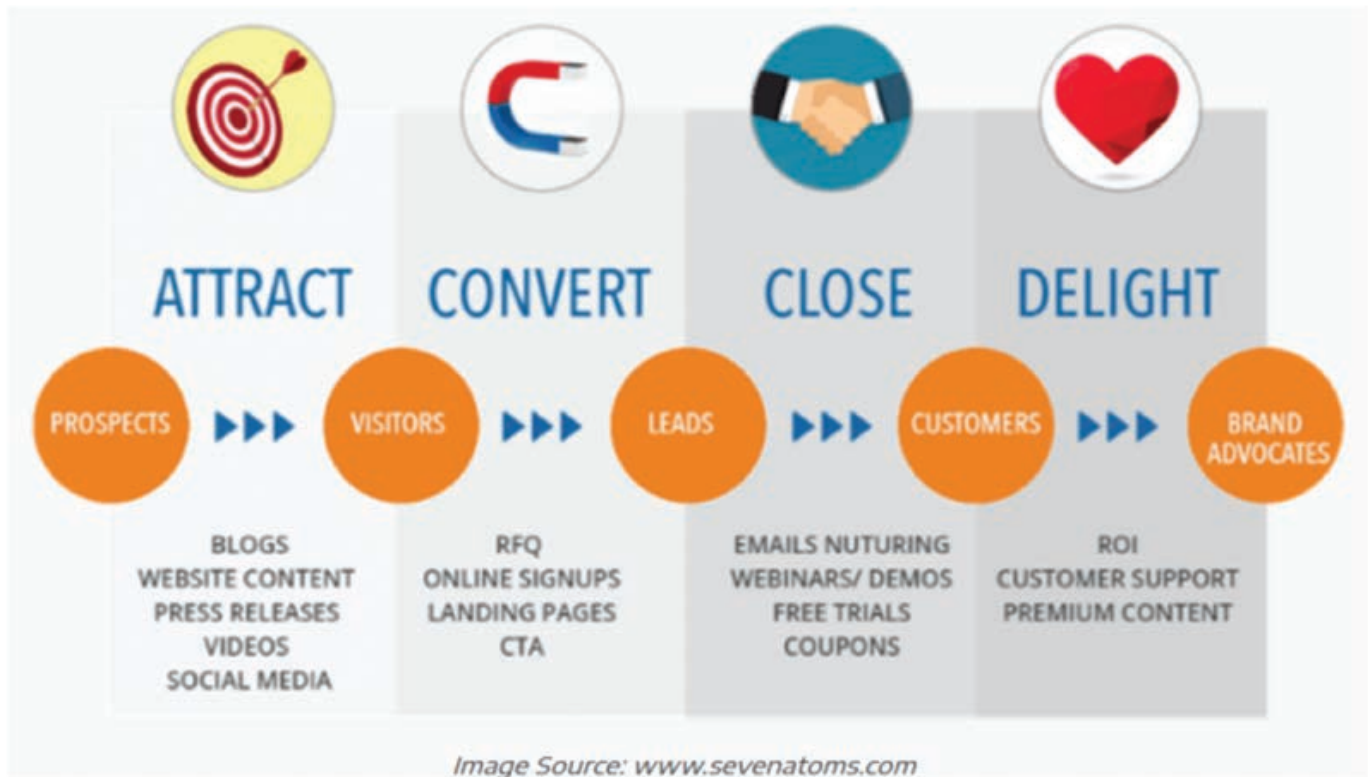 ATTRACT
CONVERT
CLOSE
DELIGHT
PROSPECTS
VISITORS
LEADS
CUSTOMERS
BRAND
ADVOCATES
BLOGS
WEBSITE CONTENT
PRESS RELEASES
VIDEOS
SOCIAL MEDIA
RFQ
ONLINE SIGNUPS
LANDING PAGES
CTA
EMAILS NUTURING
WEBINARS/ DEMOS
FREE TRIALS
COUPONS
ROI
CUSTOMER SUPPORT
PREMIUM CONTENT
Image Source: www.sevenatoms.com